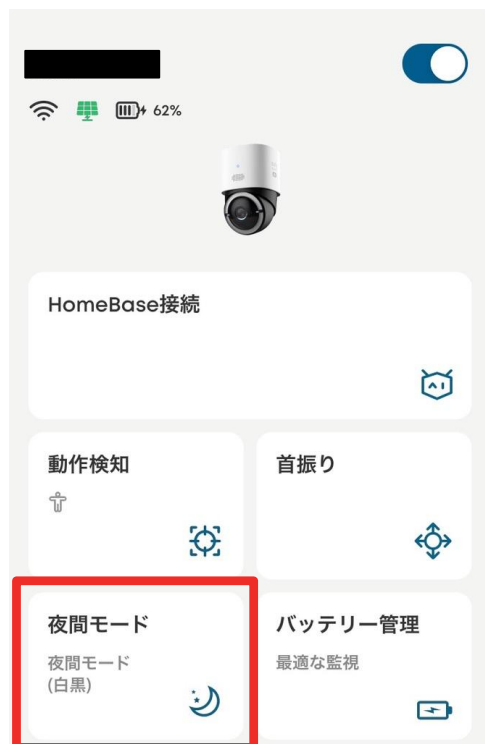 62%
HomeBase接続
動作検知
首振り
夜間モード
夜間モード
(白黒)
バッテリー管理
最適な監視